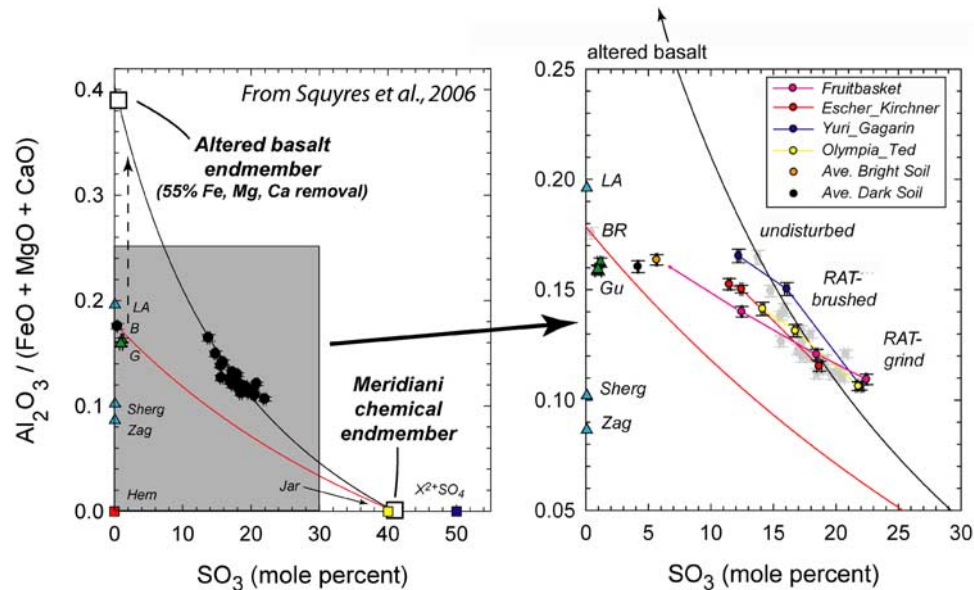 altered basalt
0.4
0.3
0.2
0.1
0.0
Al2O3 / (FeO + MgO + CaO)
From Squyres et al., 2006
Altered basalt
endmember
(55% Fe, Mg, Ca removal)
LA
B
G
Sherg
Zag
Hem
Meridiani
chemical
endmember
Jar
X2+SO4
0 10 20 30 40 50
SO3 (mole percent)
0.25
0.20
0.15
0.10
0.05
Fruitbasket
Escher_Kirchner
Yuri_Gagarin
Olympia_Ted
Ave. Bright Soil
Ave. Dark Soil
LA
BR
Gu
undisturbed
RAT-
brushed
RAT-
grind
Sherg
Zag
0 5 10 15 20 25 30
SO3 (mole percent)